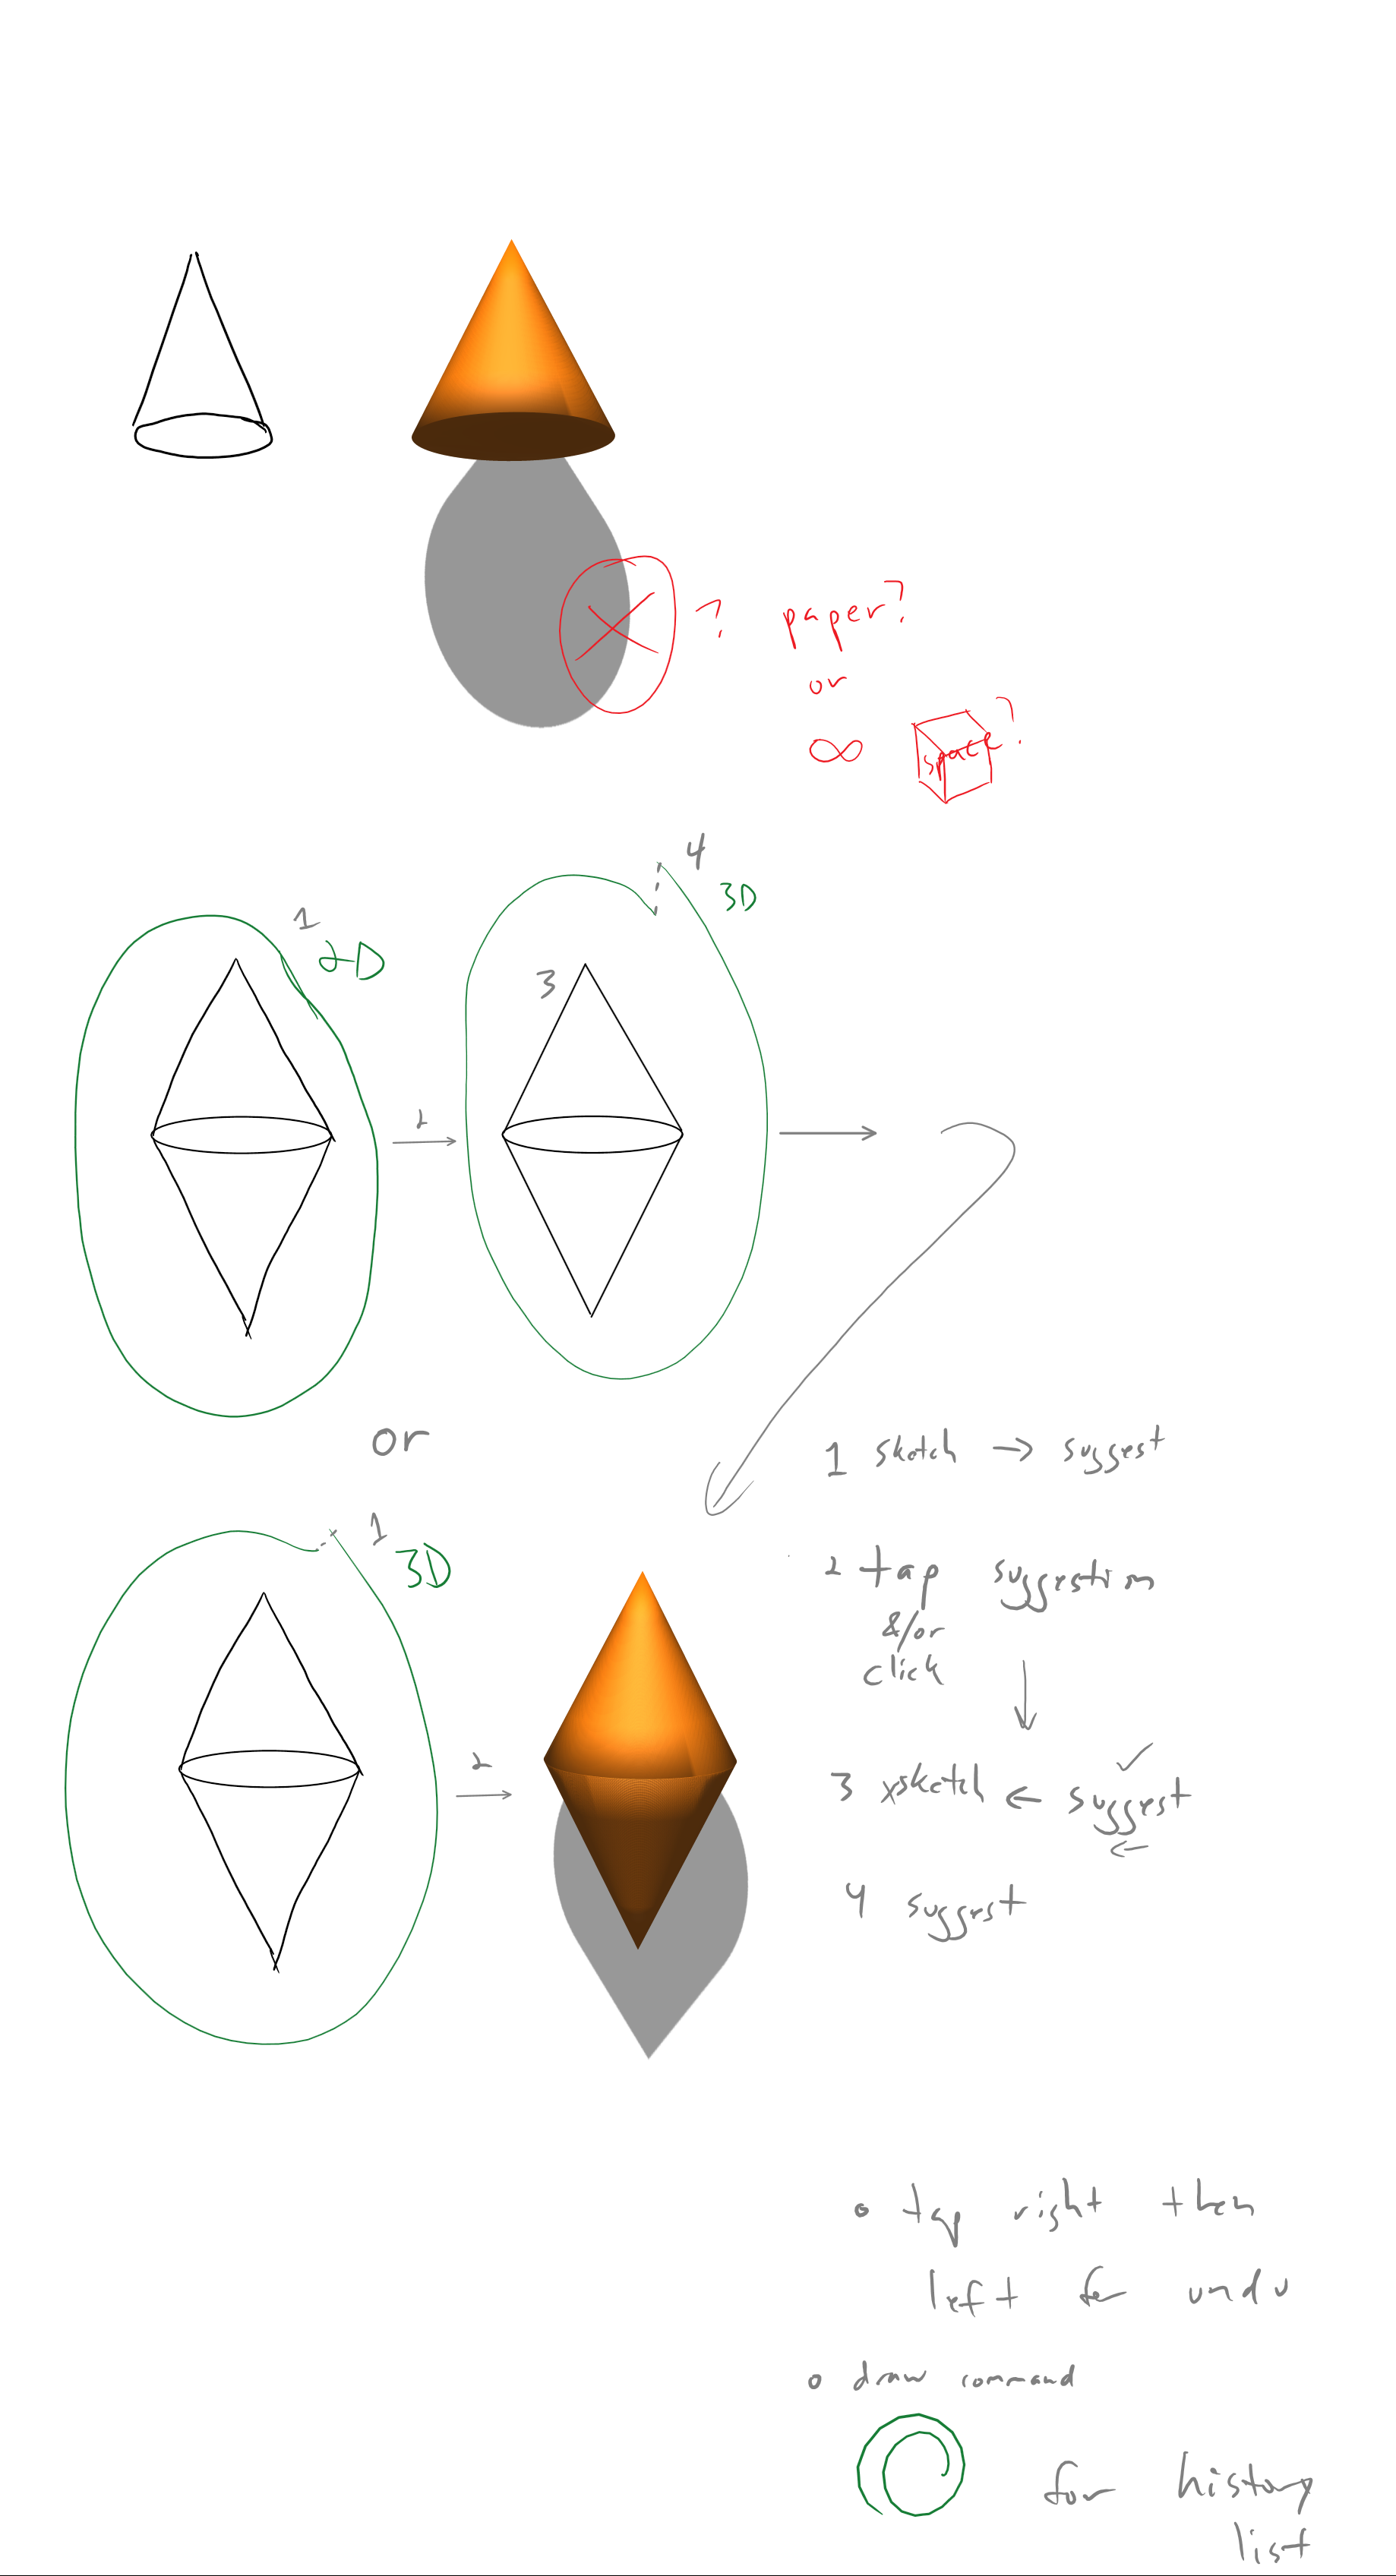 ? paper?
or
∞ space?
4
3D
1
2D
3
2
or
1 sketch → suggest
1
3D
2 tap suggestion
&/or
click
2
3 xsketch ← suggest
4 suggest
o tap right then
left for undo
o draw command
for history
list